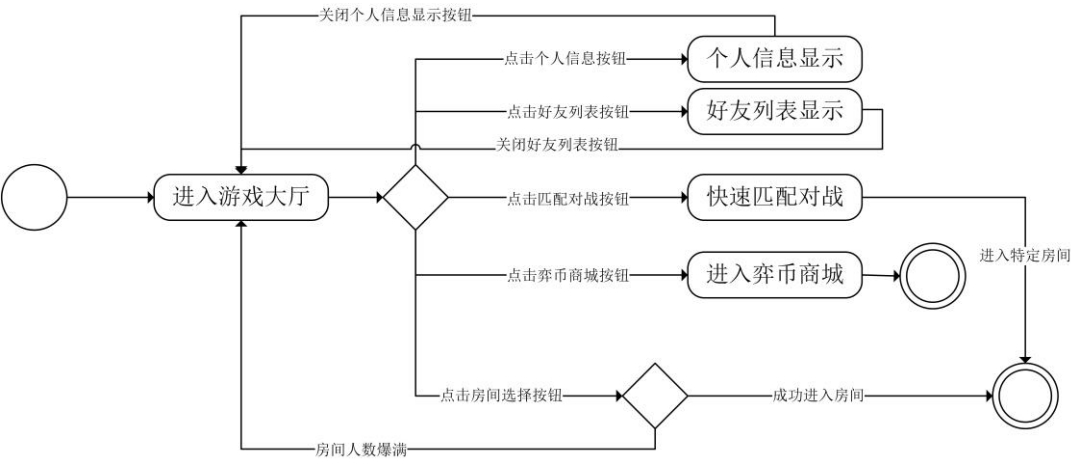 关闭个人信息显示按钮
点击个人信息按钮
个人信息显示
点击好友列表按钮
好友列表显示
关闭好友列表按钮
进入游戏大厅
点击匹配对战按钮
快速匹配对战
进入特定房间
点击弈币商城按钮
进入弈币商城
点击房间选择按钮
成功进入房间
房间人数爆满